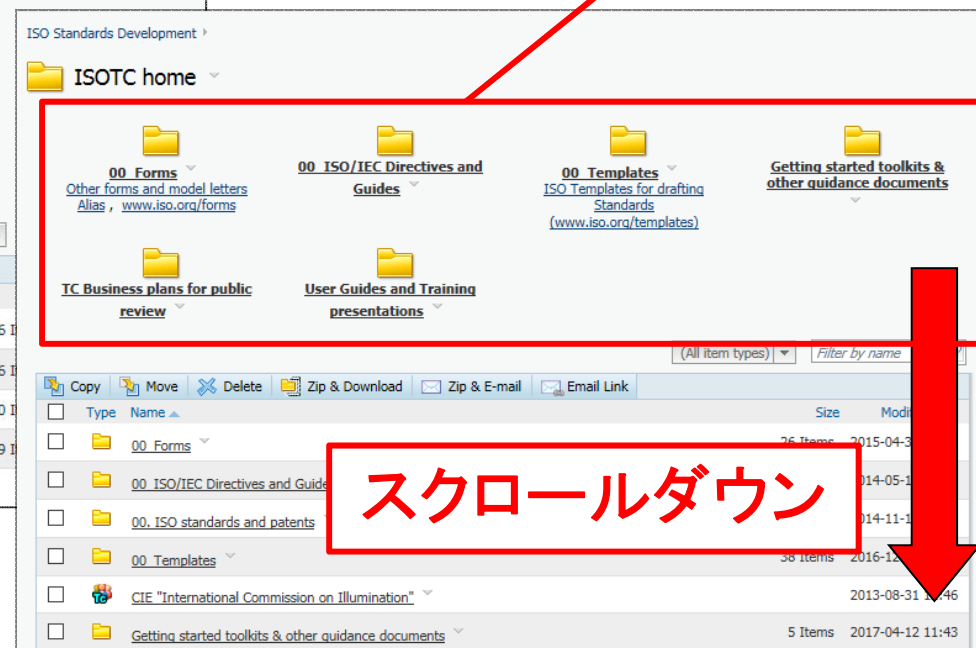 ISO Standards Development
ISOTC home
00_Forms
Other forms and model letters
Alias , www.iso.org/forms
00_ISO/IEC Directives and
Guides
00_Templates
ISO Templates for drafting
Standards
(www.iso.org/templates)
Getting started toolkits &
other guidance documents
TC Business plans for public
review
User Guides and Training
presentations
(All item types) Filter by name
Copy Move Delete Zip & Download Zip & E-mail Email Link
Type Name Size
00_Forms 26 Items
00_ISO/IEC Directives and
スクロールダウン
00. ISO standards and patents
00_Templates 38 Items
CIE "International Commission on Illumination" 2013-08-31
Getting started toolkits & other guidance documents 5 Items 2017-04-12 11:43